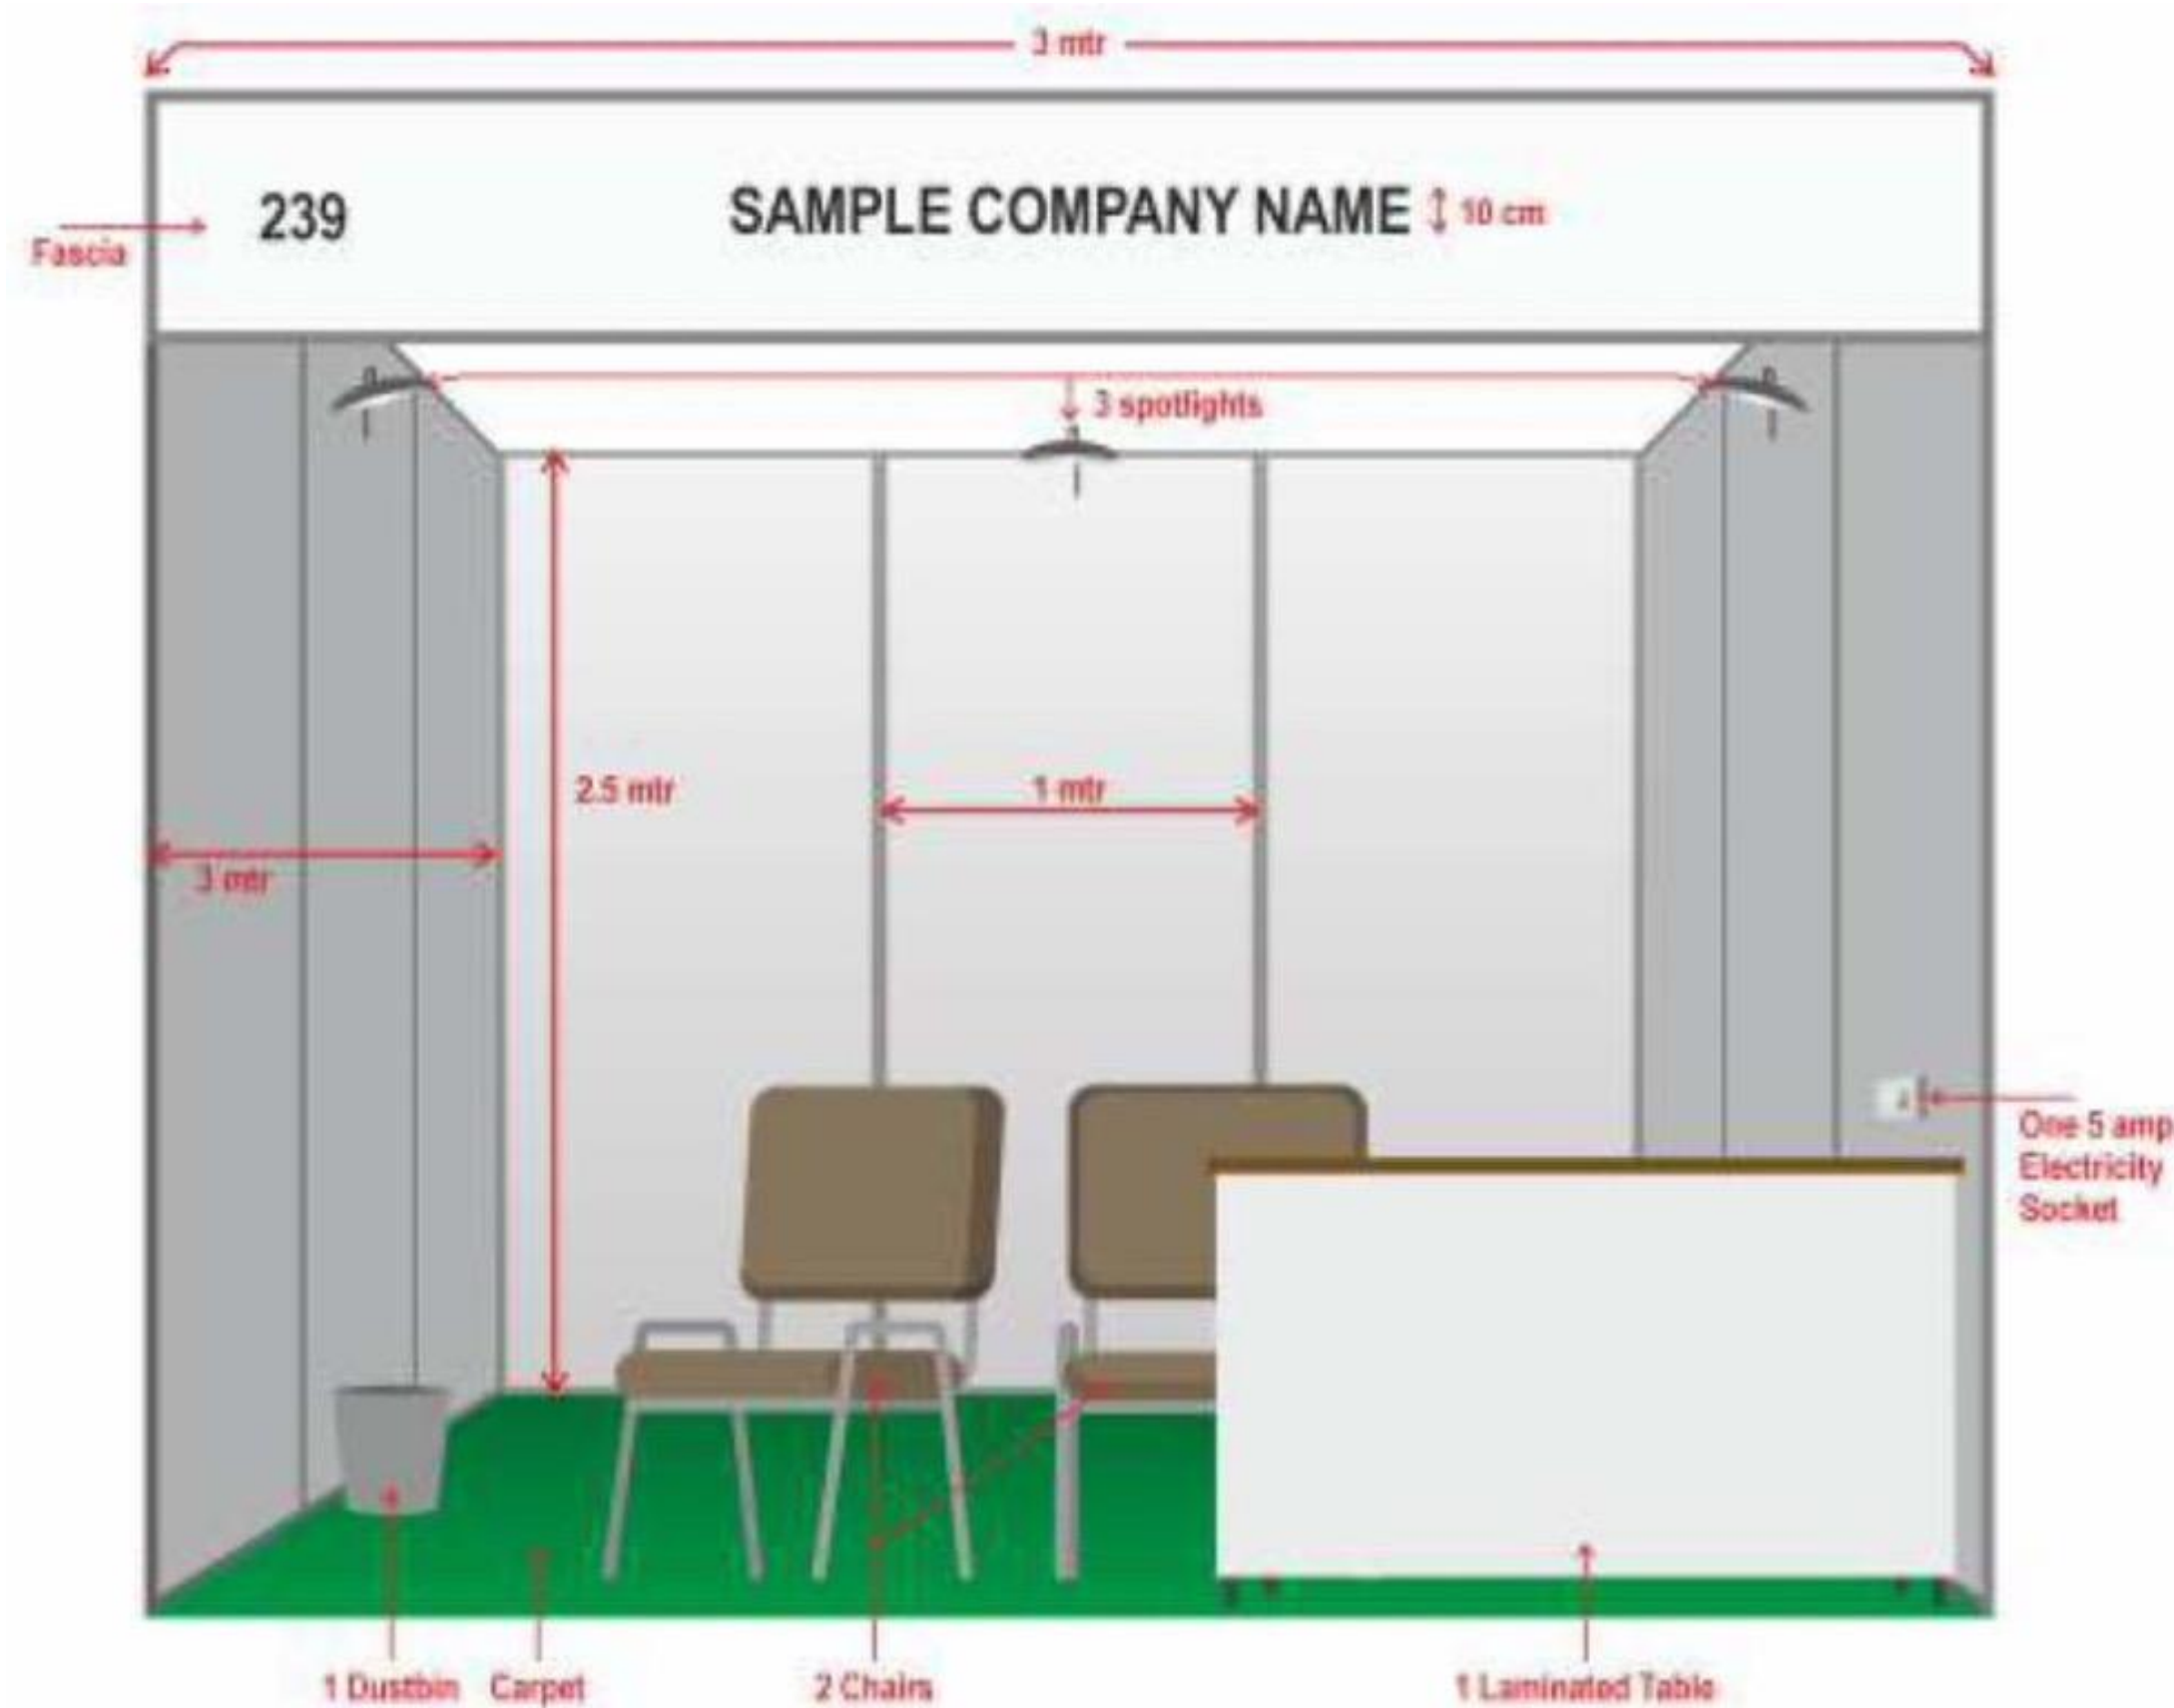 3 mtr
239
SAMPLE COMPANY NAME
10 cm
Fascia
3 spotlights
2.5 mtr
1 mtr
3 mtr
One 5 amp
Electricity
Socket
1 Dustbin
Carpet
2 Chairs
1 Laminated Table